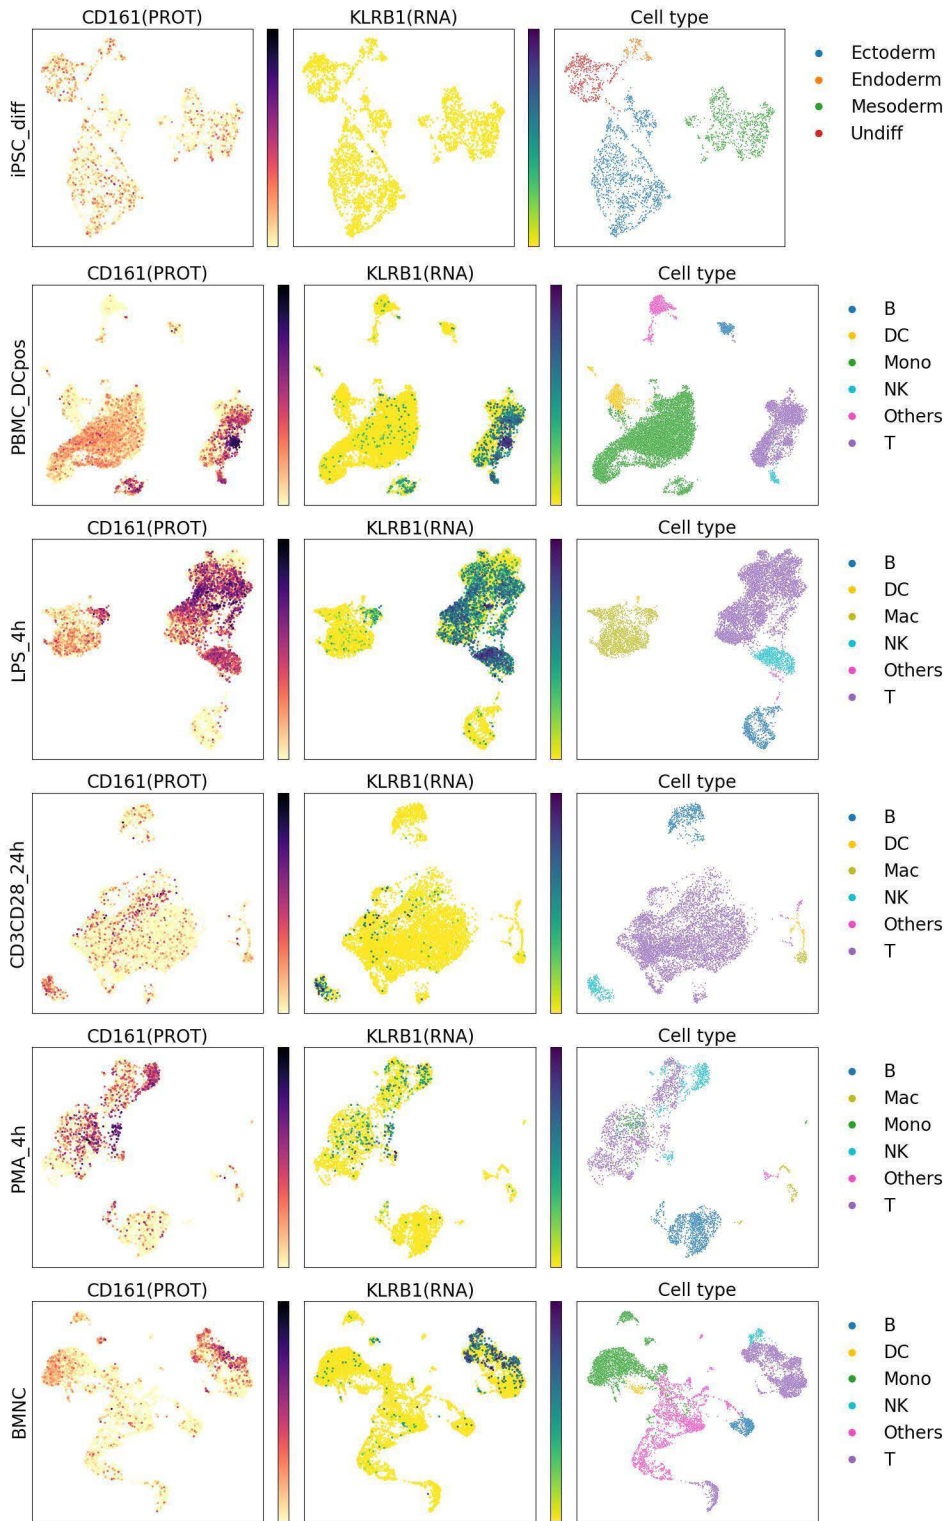 CD161(PROT) KLRB1(RNA) Cell type
iPSC_diff
Ectoderm
Endoderm
Mesoderm
Undiff
CD161(PROT) KLRB1(RNA) Cell type
PBMC_DCpos
B
DC
Mono
NK
Others
T
CD161(PROT) KLRB1(RNA) Cell type
LPS_4h
B
DC
Mac
NK
Others
T
CD161(PROT) KLRB1(RNA) Cell type
CD3CD28_24h
B
DC
Mac
NK
Others
T
CD161(PROT) KLRB1(RNA) Cell type
PMA_4h
B
Mac
Mono
NK
Others
T
CD161(PROT) KLRB1(RNA) Cell type
BMNC
B
DC
Mono
NK
Others
T